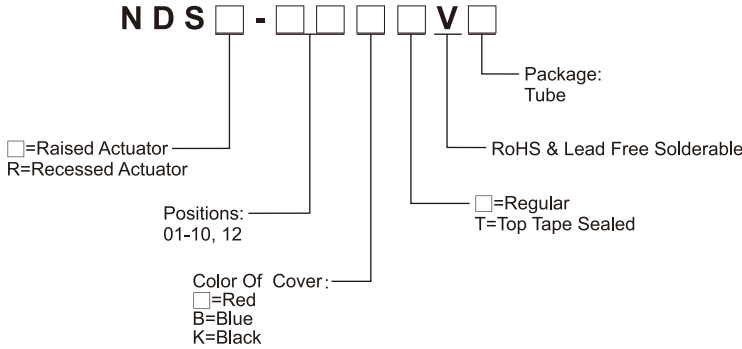 NDS□-□□□□V□
Package:
Tube
□=Raised Actuator
R=Recessed Actuator
RoHS & Lead Free Solderable
□=Regular
T=Top Tape Sealed
Positions:
01-10, 12
Color Of Cover:
□=Red
B=Blue
K=Black